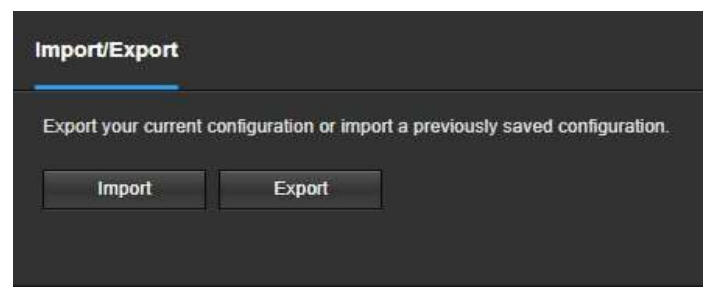 Import/Export
Export your current configuration or import a previously saved configuration.
Import
Export